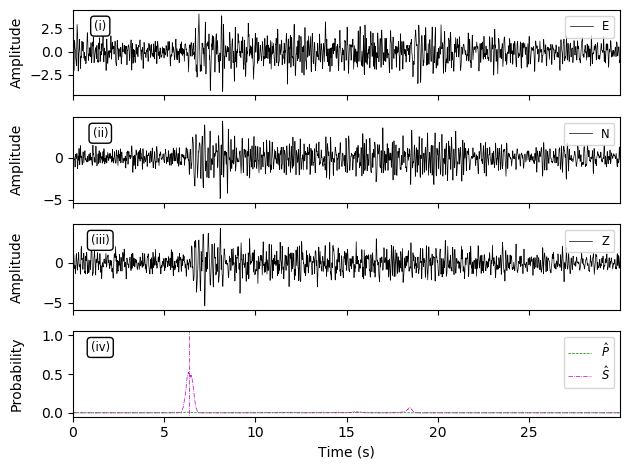 Amplitude
2.5
0.0
−2.5
(i)
E
Amplitude
0
−5
(ii)
N
Amplitude
0
−5
(iii)
Z
Probability
1.0
0.5
0.0
(iv)
P̂
Ŝ
0 5 10 15 20 25
Time (s)